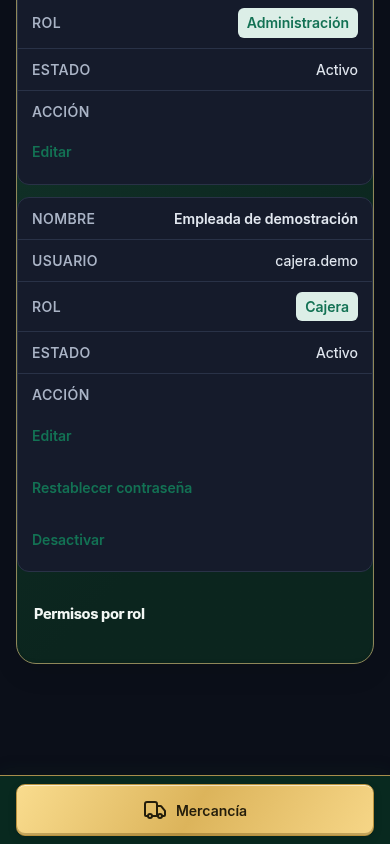 ROL Administración
ESTADO Activo
ACCIÓN
Editar
NOMBRE Empleada de demostración
USUARIO cajera.demo
ROL Cajera
ESTADO Activo
ACCIÓN
Editar
Restablecer contraseña
Desactivar
Permisos por rol
Mercancía